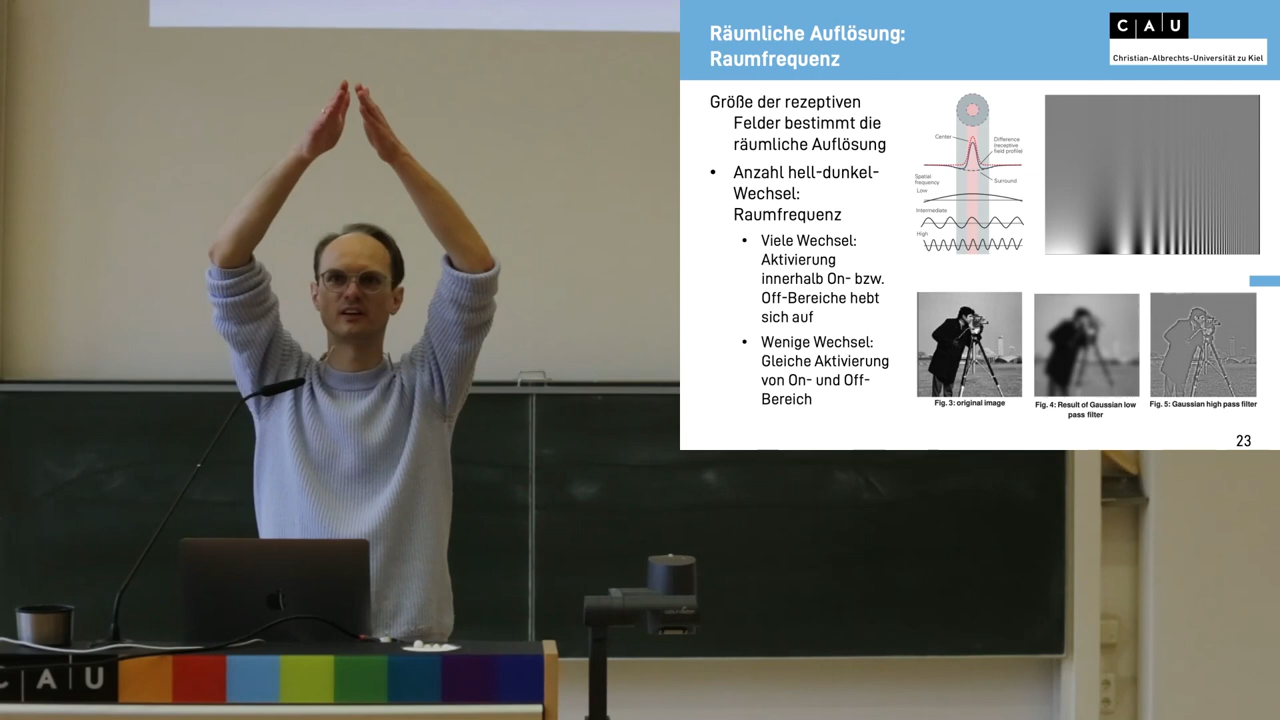 Räumliche Auflösung:
Raumfrequenz
C A U
Christian-Albrechts-Universität zu Kiel
Größe der rezeptiven
Felder bestimmt die
räumliche Auflösung
• Anzahl hell-dunkel-
Wechsel:
Raumfrequenz
• Viele Wechsel:
Aktivierung
innerhalb On- bzw.
Off-Bereiche hebt
sich auf
• Wenige Wechsel:
Gleiche Aktivierung
von On- und Off-
Bereich
Center
Difference
(receptive
field profile)
Spatial
frequency
Surround
Low
Intermediate
High
Fig. 3: original image
Fig. 4: Result of Gaussian low
pass filter
Fig. 5: Gaussian high pass filter
23
C A U